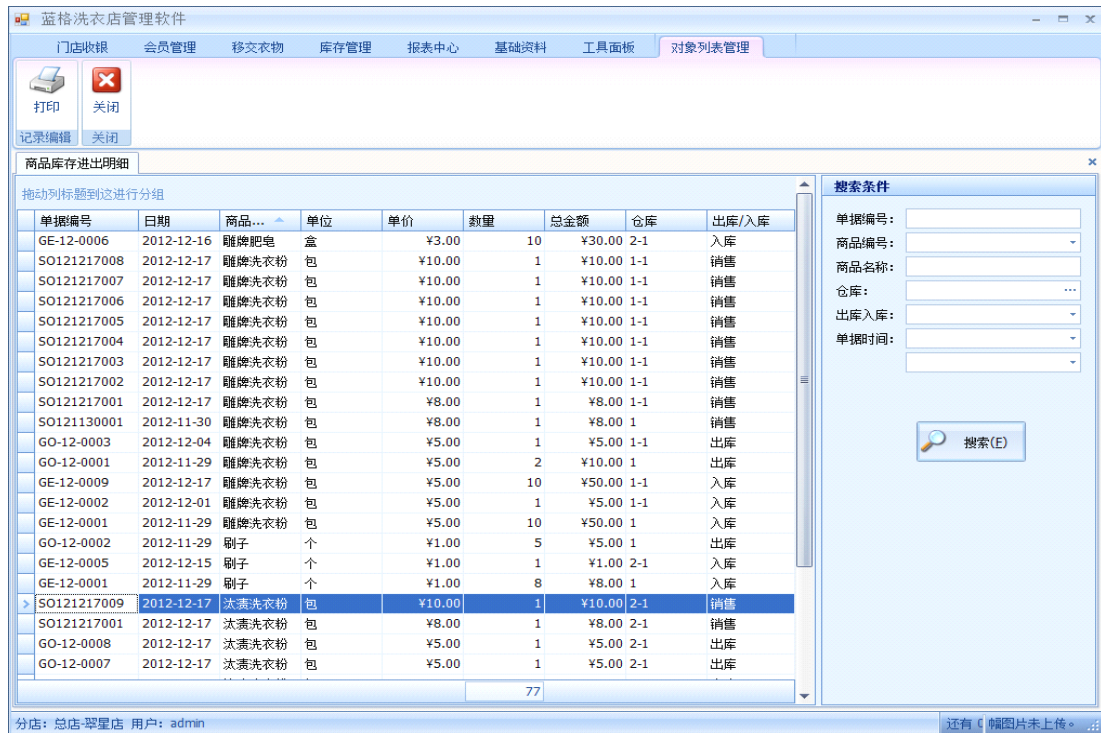 蓝格洗衣店管理软件
门店收银 会员管理 移交衣物 库存管理 报表中心 基础资料 工具面板 对象列表管理
打印 关闭
记录编辑 关闭
商品库存进出明细
拖动列标题到这进行分组
单据编号 日期 商品... 单位 单价 数里 总金额 仓库 出库/入库
GE-12-0006 2012-12-16 雕牌肥皂 盒 ¥3.00 10 ¥30.00 2-1 入库
SO121217008 2012-12-17 雕牌洗衣粉 包 ¥10.00 1 ¥10.00 1-1 销售
SO121217007 2012-12-17 雕牌洗衣粉 包 ¥10.00 1 ¥10.00 1-1 销售
SO121217006 2012-12-17 雕牌洗衣粉 包 ¥10.00 1 ¥10.00 1-1 销售
SO121217005 2012-12-17 雕牌洗衣粉 包 ¥10.00 1 ¥10.00 1-1 销售
SO121217004 2012-12-17 雕牌洗衣粉 包 ¥10.00 1 ¥10.00 1-1 销售
SO121217003 2012-12-17 雕牌洗衣粉 包 ¥10.00 1 ¥10.00 1-1 销售
SO121217002 2012-12-17 雕牌洗衣粉 包 ¥10.00 1 ¥10.00 1-1 销售
SO121217001 2012-12-17 雕牌洗衣粉 包 ¥8.00 1 ¥8.00 1-1 销售
SO121130001 2012-11-30 雕牌洗衣粉 包 ¥8.00 1 ¥8.00 1 销售
GO-12-0003 2012-12-04 雕牌洗衣粉 包 ¥5.00 1 ¥5.00 1-1 出库
GO-12-0001 2012-11-29 雕牌洗衣粉 包 ¥5.00 2 ¥10.00 1 出库
GE-12-0009 2012-12-17 雕牌洗衣粉 包 ¥5.00 10 ¥50.00 1-1 入库
GE-12-0002 2012-12-01 雕牌洗衣粉 包 ¥5.00 1 ¥5.00 1-1 入库
GE-12-0001 2012-11-29 雕牌洗衣粉 包 ¥5.00 10 ¥50.00 1 入库
GO-12-0002 2012-11-29 刷子 个 ¥1.00 5 ¥5.00 1 出库
GE-12-0005 2012-12-15 刷子 个 ¥1.00 1 ¥1.00 2-1 入库
GE-12-0001 2012-11-29 刷子 个 ¥1.00 8 ¥8.00 1 入库
SO121217009 2012-12-17 汰渍洗衣粉 包 ¥10.00 1 ¥10.00 2-1 销售
SO121217001 2012-12-17 汰渍洗衣粉 包 ¥8.00 1 ¥8.00 2-1 销售
GO-12-0008 2012-12-17 汰渍洗衣粉 包 ¥5.00 1 ¥5.00 2-1 出库
GO-12-0007 2012-12-17 汰渍洗衣粉 包 ¥5.00 1 ¥5.00 2-1 出库
77
搜索条件
单据编号：
商品编号：
商品名称：
仓库：
出库入库：
单据时间：
搜索(F)
分店：总店-翠星店 用户：admin
还有 幅图片未上传。